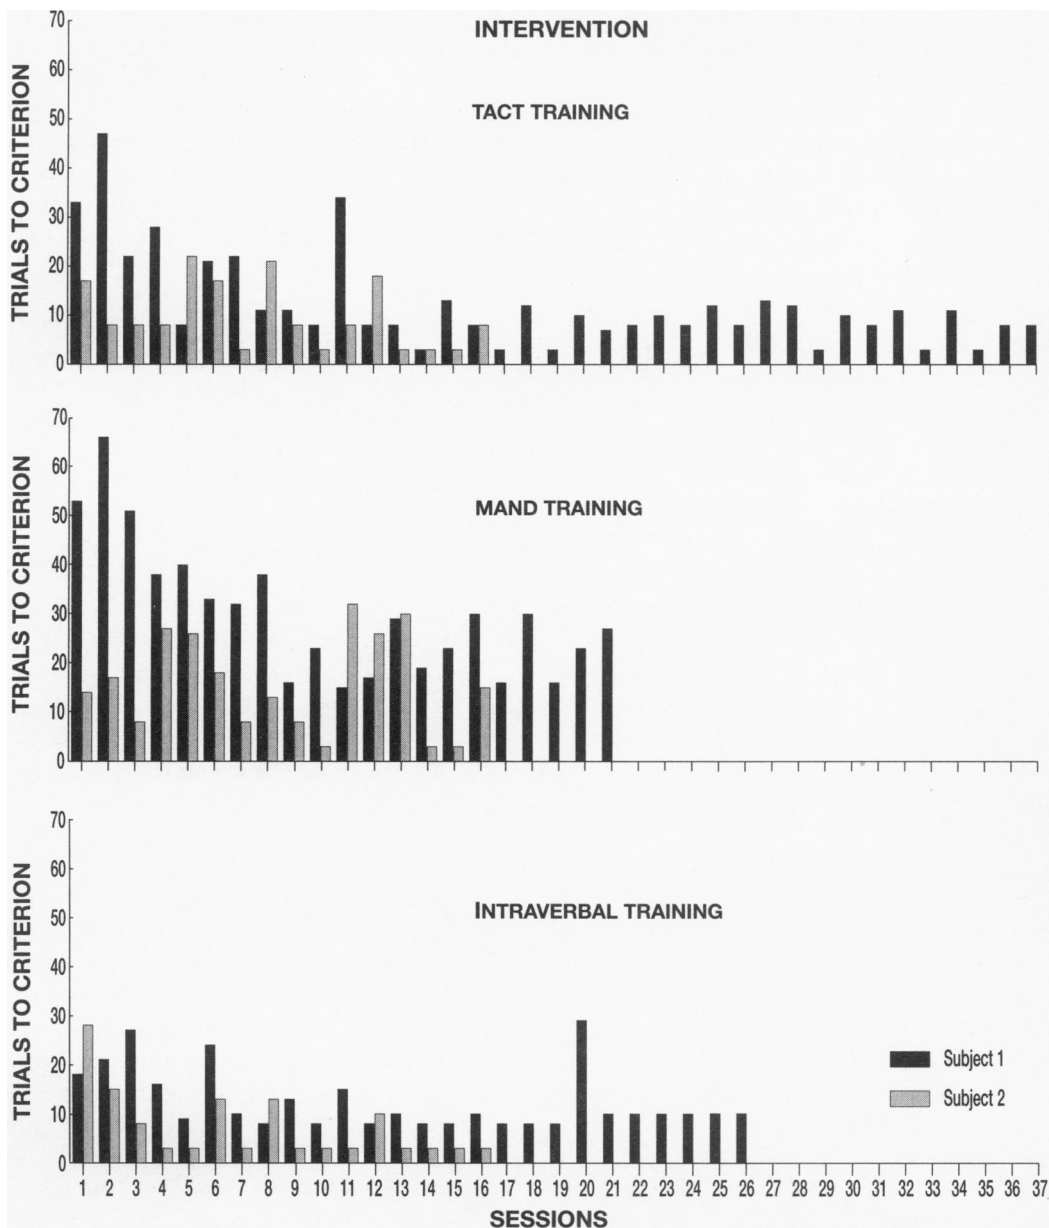 INTERVENTION
TACT TRAINING
TRIALS TO CRITERION
70
60
50
40
30
20
10
0
MAND TRAINING
TRIALS TO CRITERION
70
60
50
40
30
20
10
0
INTRAVERBAL TRAINING
TRIALS TO CRITERION
70
60
50
40
30
20
10
0
Subject 1
Subject 2
1 2 3 4 5 6 7 8 9 10 11 12 13 14 15 16 17 18 19 20 21 22 23 24 25 26 27 28 29 30 31 32 33 34 35 36 37
SESSIONS